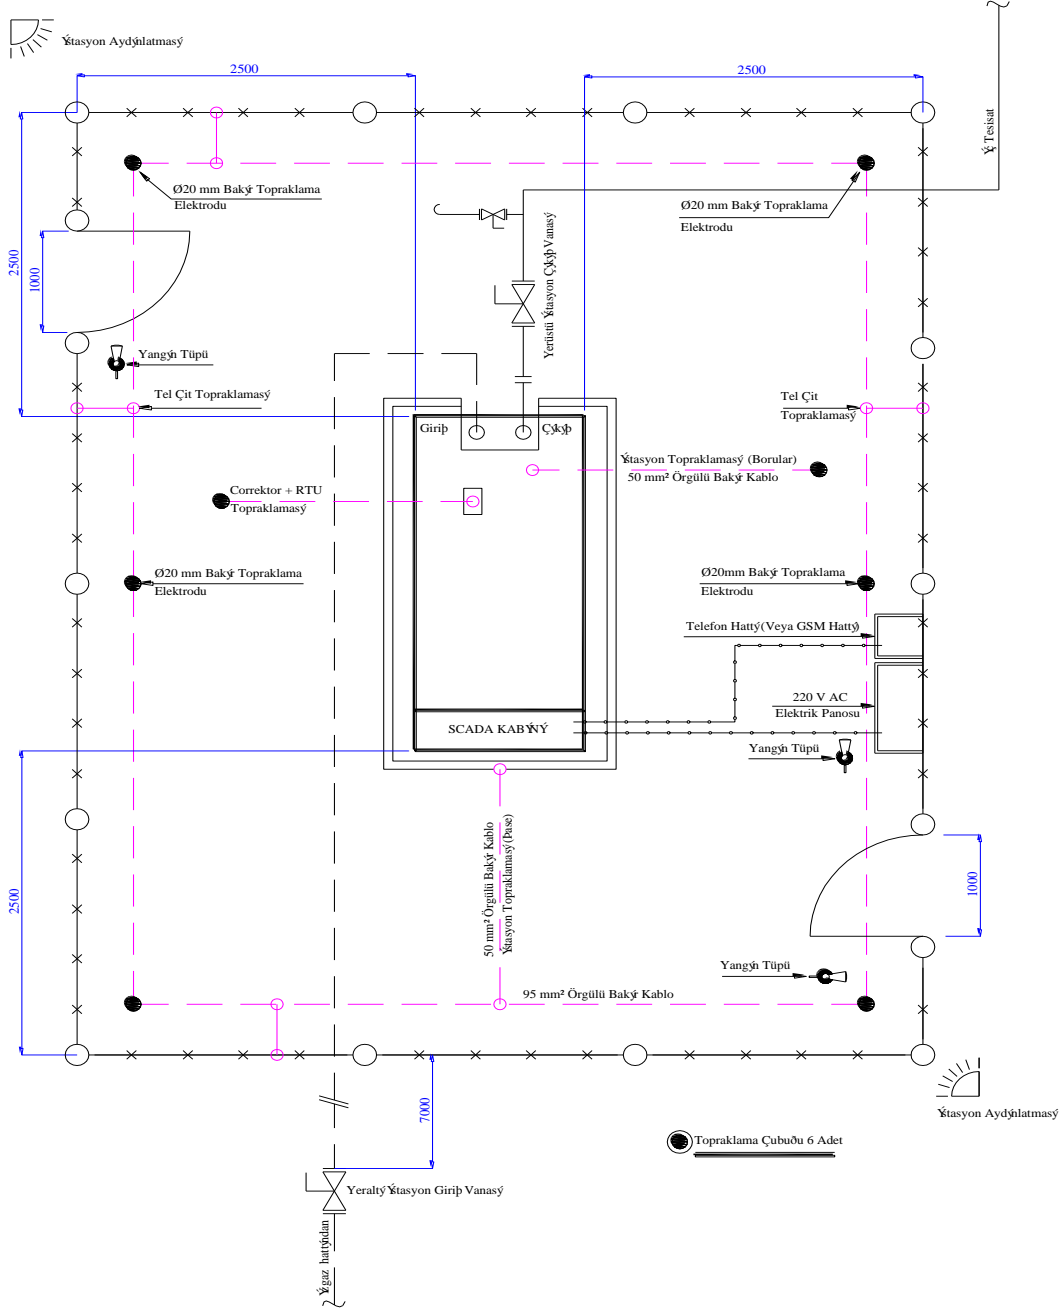 Ýstasyon Aydýnlatmasý
2500
2500
Ýç Tesisat
Ø20 mm Bakýr Topraklama
Elektrodu
Ø20 mm Bakýr Topraklama
Elektrodu
2500
1000
Yerüstü Ýstasyon Çýkýþ Vanasý
Yangýn Tüpü
Tel Çit Topraklamasý
Tel Çit
Topraklamasý
Giriþ
Çýkýþ
Ýstasyon Topraklamasý (Borular)
50 mm² Örgülü Bakýr Kablo
Correktor + RTU
Topraklamasý
Ø20 mm Bakýr Topraklama
Elektrodu
Ø20mm Bakýr Topraklama
Elektrodu
Telefon Hattý(Veya GSM Hattý)
220 V AC
Elektrik Panosu
SCADA KABÝNÝ
Yangýn Tüpü
50 mm² Örgülü Bakýr Kablo
Ýstasyon Topraklamasý(Þase)
2500
1000
Yangýn Tüpü
95 mm² Örgülü Bakýr Kablo
7000
Ýstasyon Aydýnlatmasý
Topraklama Çubuðu 6 Adet
Yeraltý Ýstasyon Giriþ Vanasý
Ýzgaz hattýndan